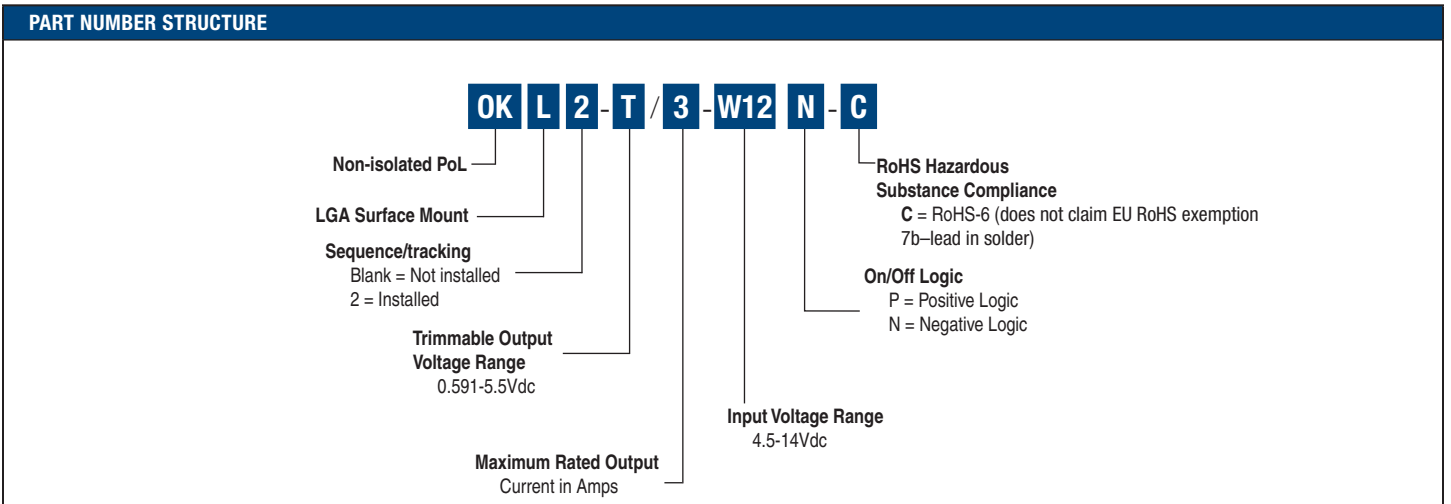 PART NUMBER STRUCTURE
OK L 2 - T / 3 - W12 N - C
Non-isolated PoL
LGA Surface Mount
Sequence/tracking
Blank = Not installed
2 = Installed
Trimmable Output
Voltage Range
0.591-5.5Vdc
Maximum Rated Output
Current in Amps
Input Voltage Range
4.5-14Vdc
On/Off Logic
P = Positive Logic
N = Negative Logic
RoHS Hazardous
Substance Compliance
C = RoHS-6 (does not claim EU RoHS exemption
7b–lead in solder)